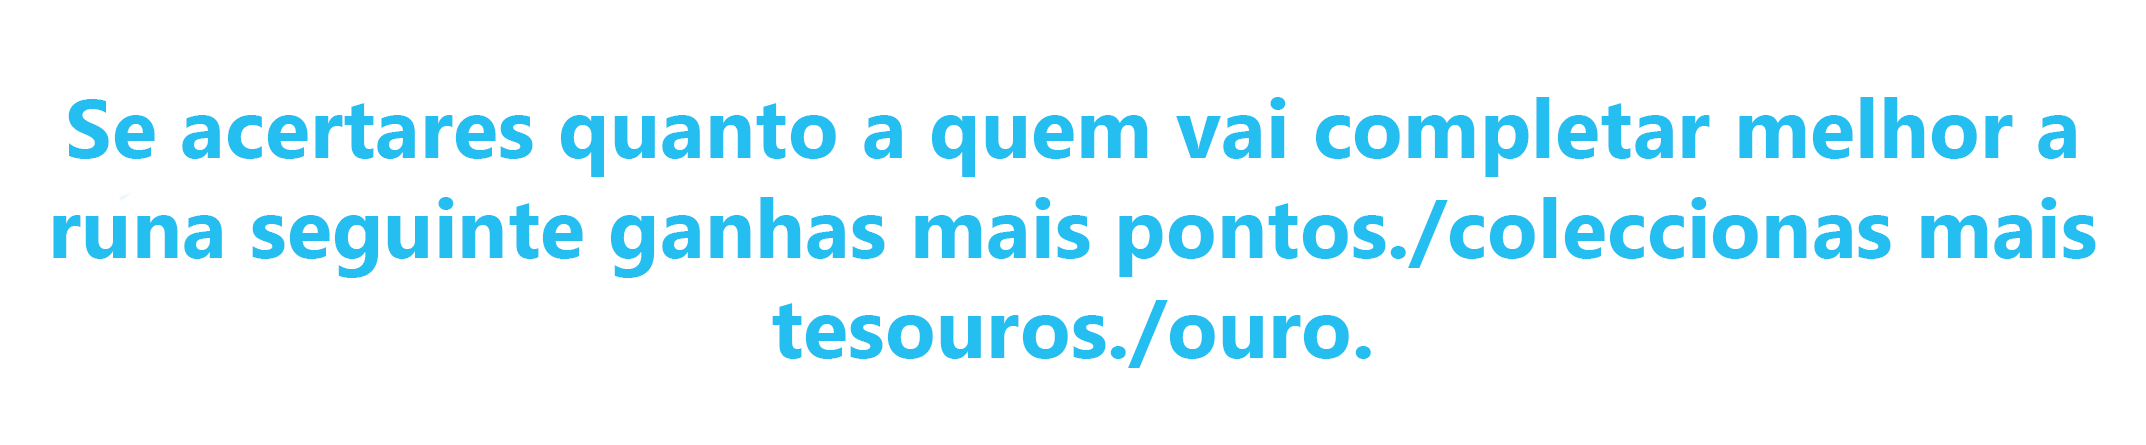 Se acertares quanto a quem vai completar melhor a
runa seguinte ganhas mais pontos./coleccionas mais
tesouros./ouro.